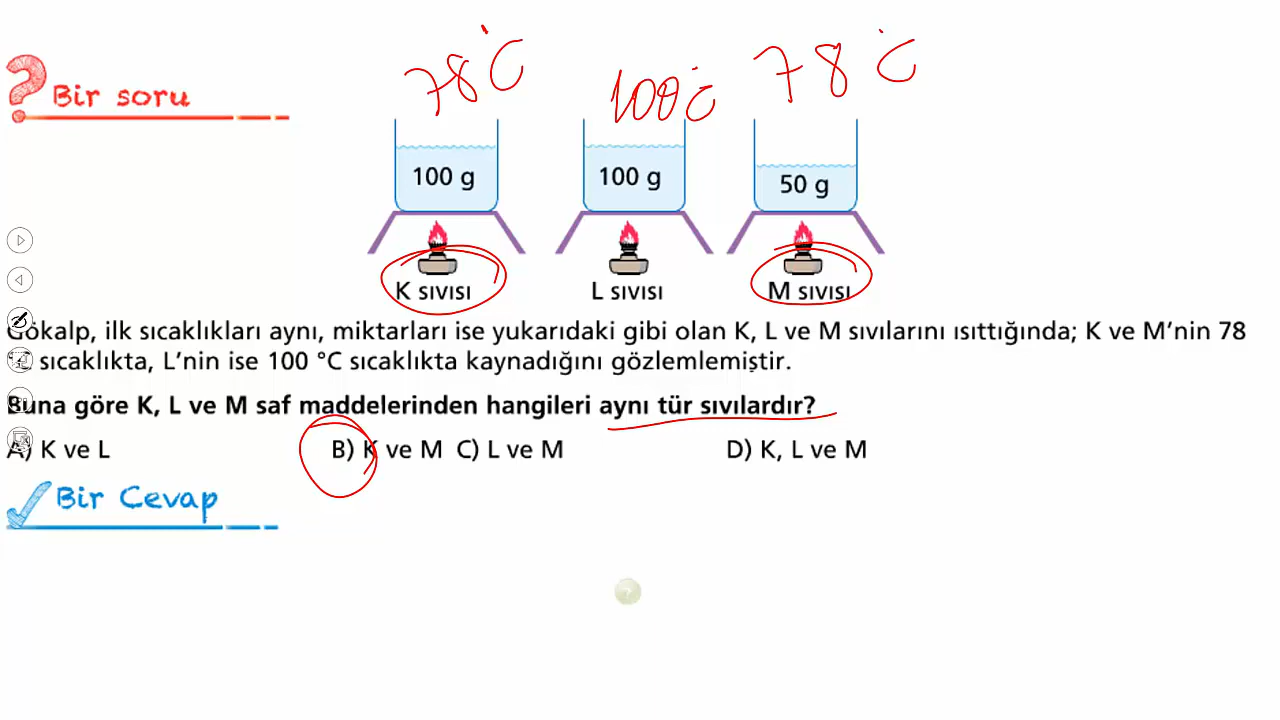 78°C 100°C 78°C
Bir soru
100 g 100 g 50 g
K sıvısı L sıvısı M sıvısı
Gökalp, ilk sıcaklıkları aynı, miktarları ise yukarıdaki gibi olan K, L ve M sıvılarını ısıttığında; K ve M’nin 78
°C sıcaklıkta, L’nin ise 100 °C sıcaklıkta kaynadığını gözlemlemiştir.
Buna göre K, L ve M saf maddelerinden hangileri aynı tür sıvılardır?
A) K ve L B) K ve M C) L ve M D) K, L ve M
Bir Cevap